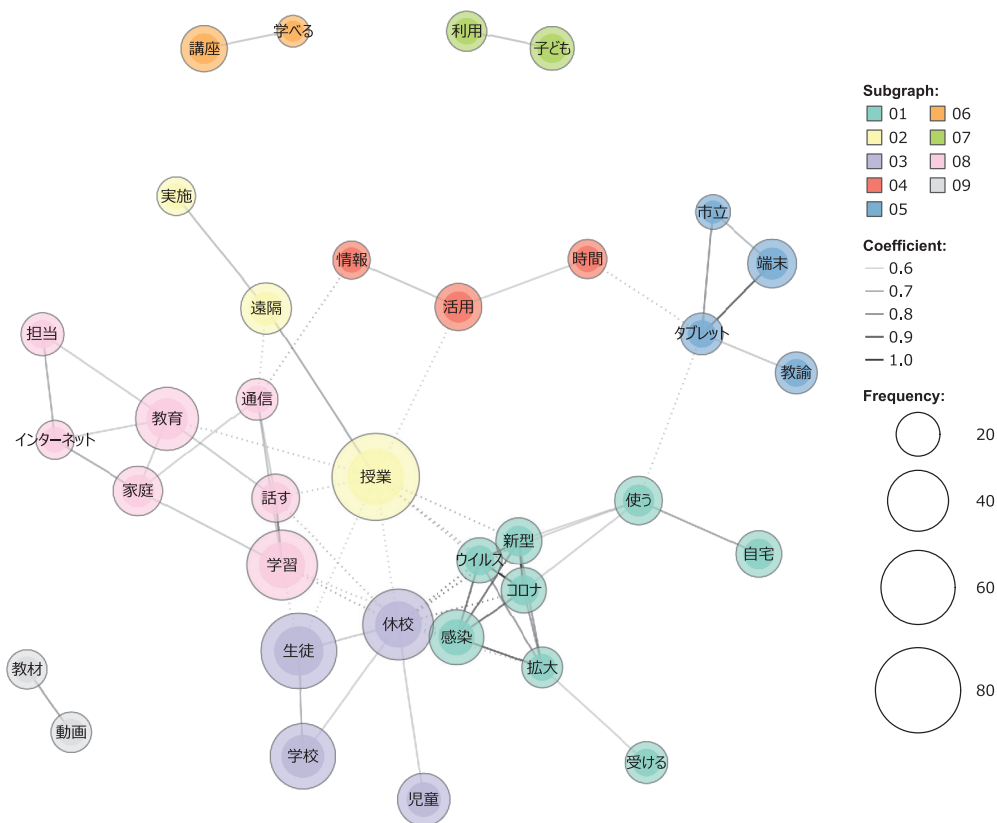 講座
学べる
利用
子ども
実施
市立
端末
情報
時間
遠隔
活用
タブレット
担当
教諭
通信
教育
インターネット
家庭
授業
話す
使う
新型
自宅
ウイルス
学習
コロナ
休校
感染
生徒
拡大
教材
動画
学校
受ける
児童
Subgraph:
01 06
02 07
03 08
04 09
05
Coefficient:
0.6
0.7
0.8
0.9
1.0
Frequency:
20
40
60
80